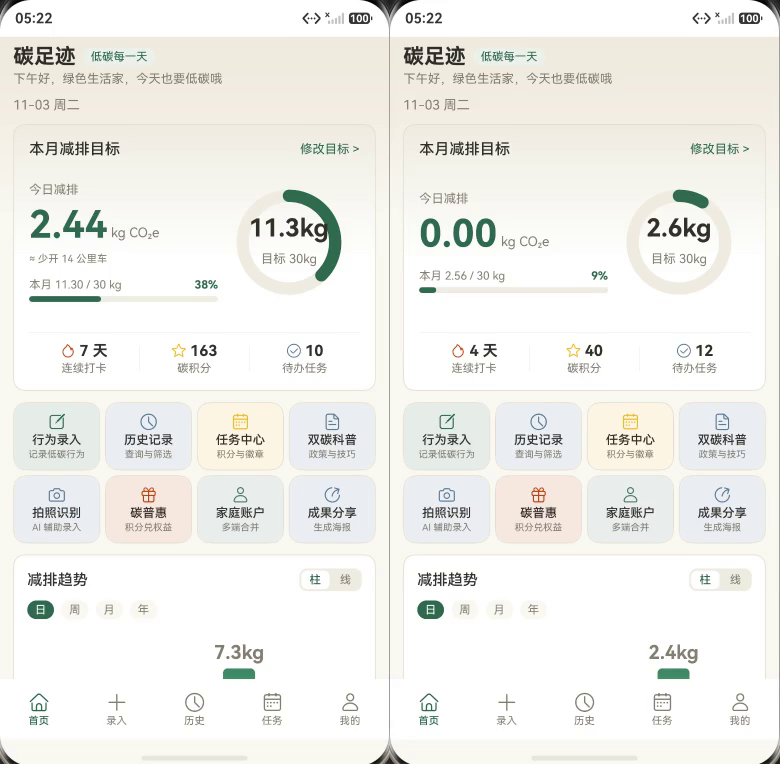 05:22
100
碳足迹 低碳每一天
下午好，绿色生活家，今天也要低碳哦
11-03 周二
本月减排目标 修改目标 >
今日减排
2.44 kg CO₂e
≈ 少开 14 公里车
本月 11.30 / 30 kg 38%
11.3kg
目标 30kg
7 天 163 10
连续打卡 碳积分 待办任务
行为录入 历史记录 任务中心 双碳科普
记录低碳行为 查询与筛选 积分与徽章 政策与技巧
拍照识别 碳普惠 家庭账户 成果分享
AI 辅助录入 积分兑权益 多端合并 生成海报
减排趋势 柱 线
日 周 月 年
7.3kg
首页 录入 历史 任务 我的
05:22
100
碳足迹 低碳每一天
下午好，绿色生活家，今天也要低碳哦
11-03 周二
本月减排目标 修改目标 >
今日减排
0.00 kg CO₂e
本月 2.56 / 30 kg 9%
2.6kg
目标 30kg
4 天 40 12
连续打卡 碳积分 待办任务
行为录入 历史记录 任务中心 双碳科普
记录低碳行为 查询与筛选 积分与徽章 政策与技巧
拍照识别 碳普惠 家庭账户 成果分享
AI 辅助录入 积分兑权益 多端合并 生成海报
减排趋势 柱 线
日 周 月 年
2.4kg
首页 录入 历史 任务 我的